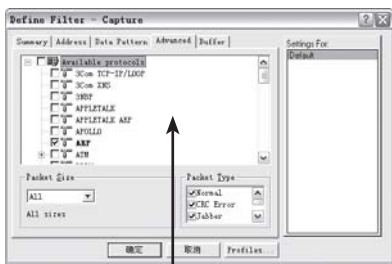 Define Filter - Capture
Summary Address Data Pattern Advanced Buffer
Settings For:
Default
Available protocols
3Com TCP-IP/LOOP
3Com XNS
3NBP
APPLETALK
APPLETALK ARP
APOLLO
ARP
ATM
Packet Size
All
All sizes
Packet Type
Normal
CRC Error
Jabber
确定
取消
Profiles...